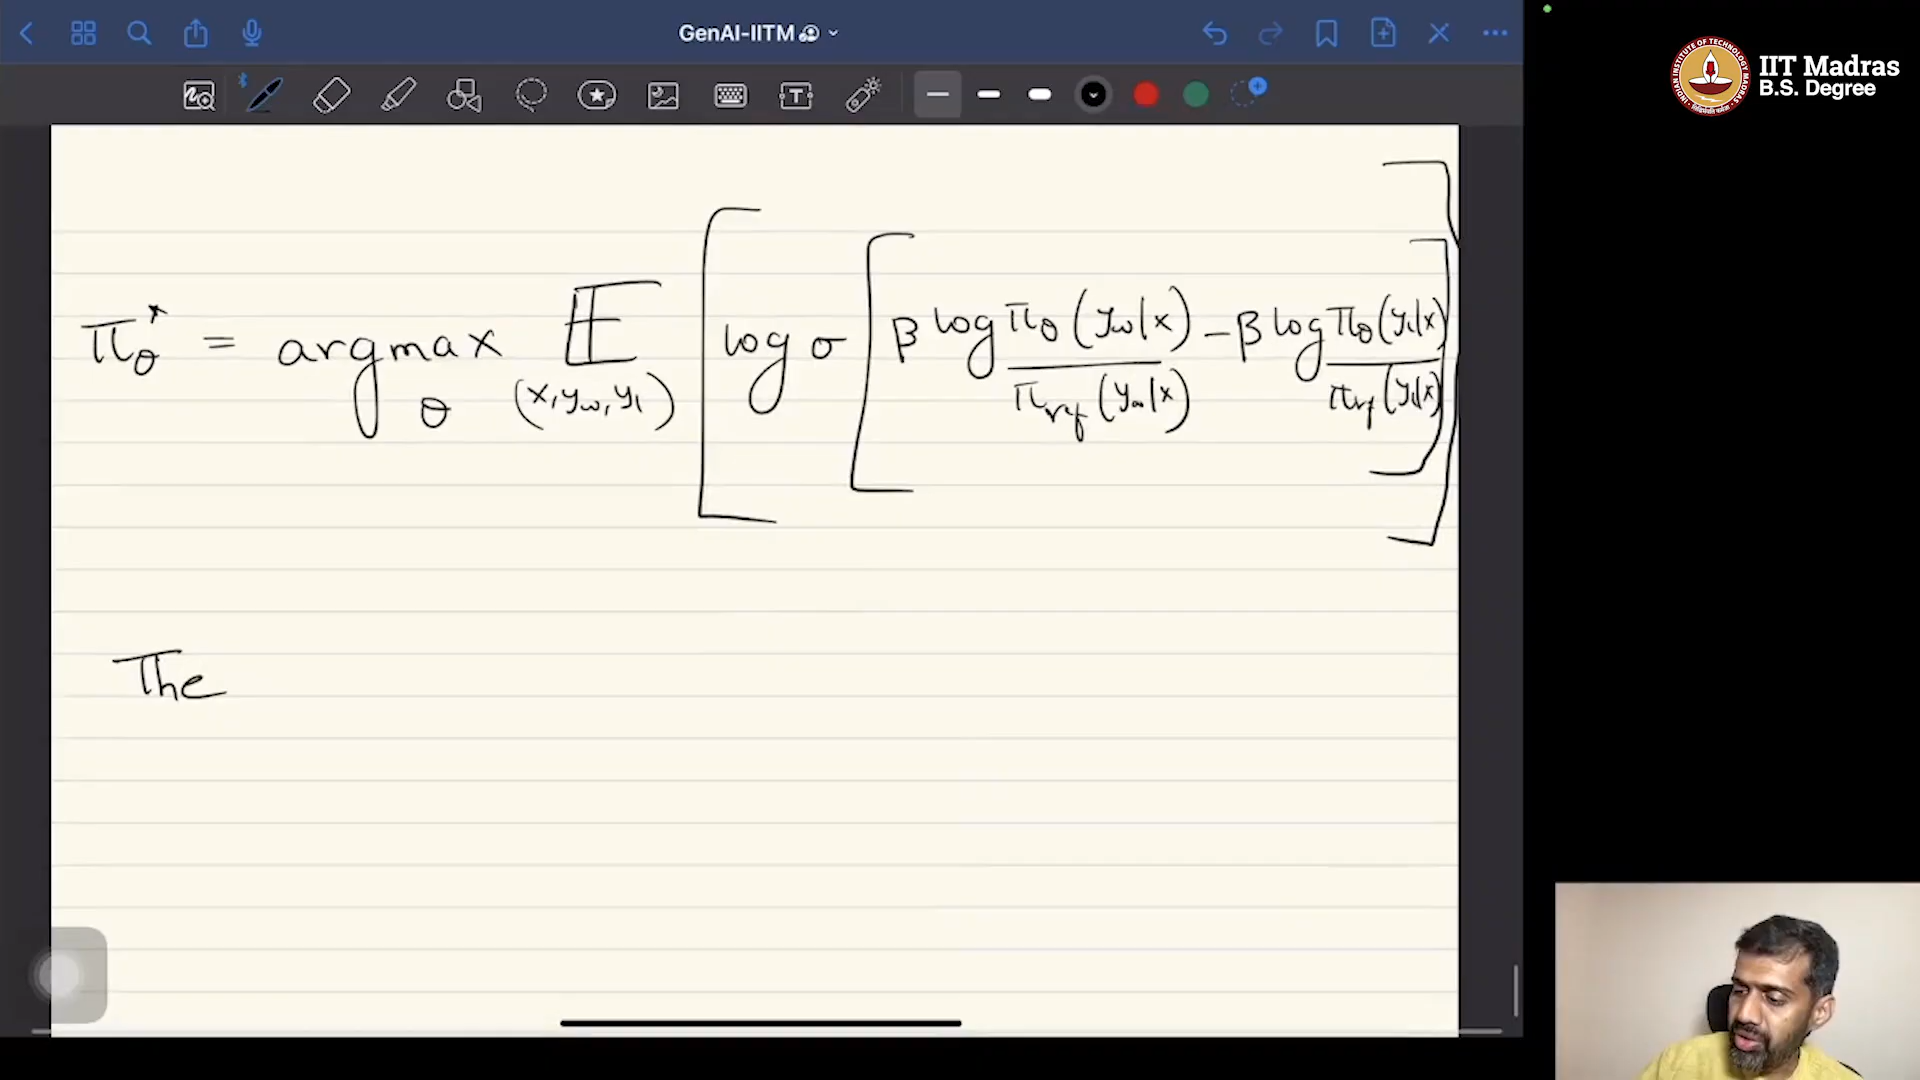 GenAI-IITM
IIT Madras
B.S. Degree
π*θ = argmax θ 𝔼 (x, yw, yl) [ log σ [ β log πθ(yw|x) / πref(yw|x) − β log πθ(yl|x) / πref(yl|x) ] ]
The